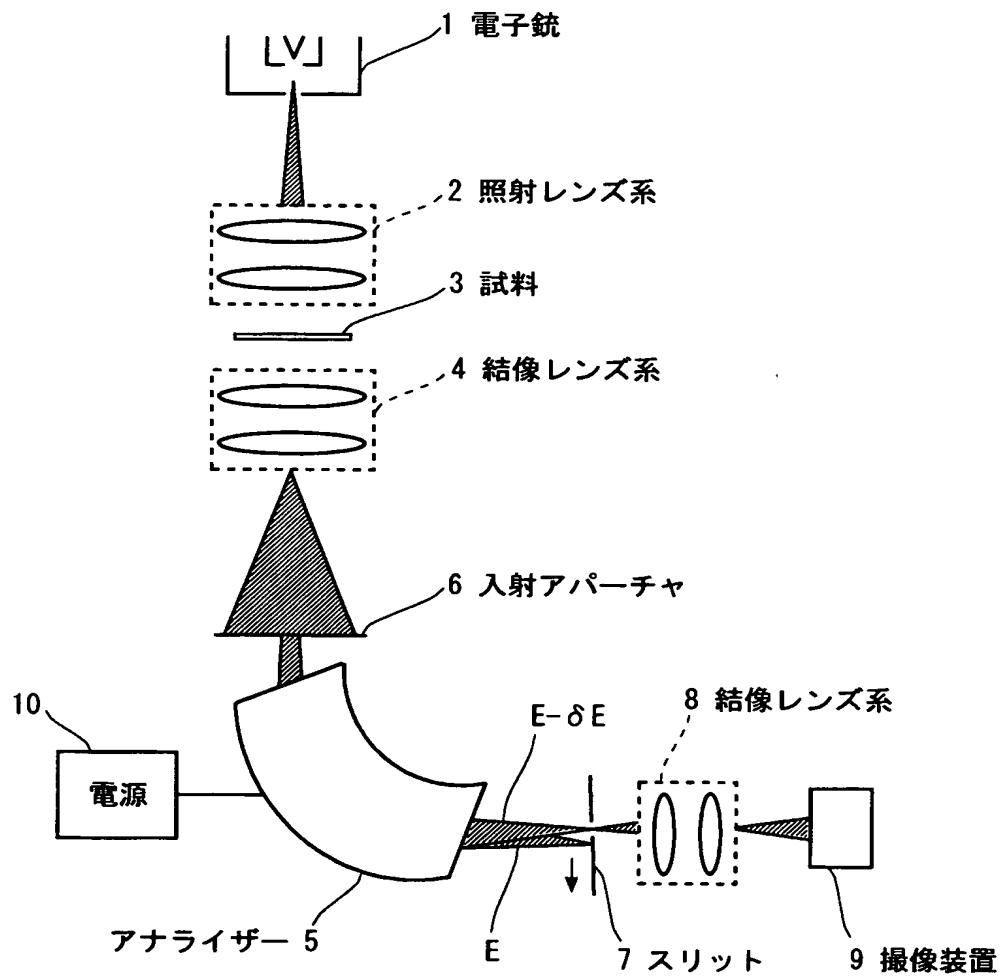 1 電子銃
2 照射レンズ系
3 試料
4 結像レンズ系
6 入射アパーチャ
10
電源
E-δE
8 結像レンズ系
アナライザー 5
E
7 スリット
9 撮像装置